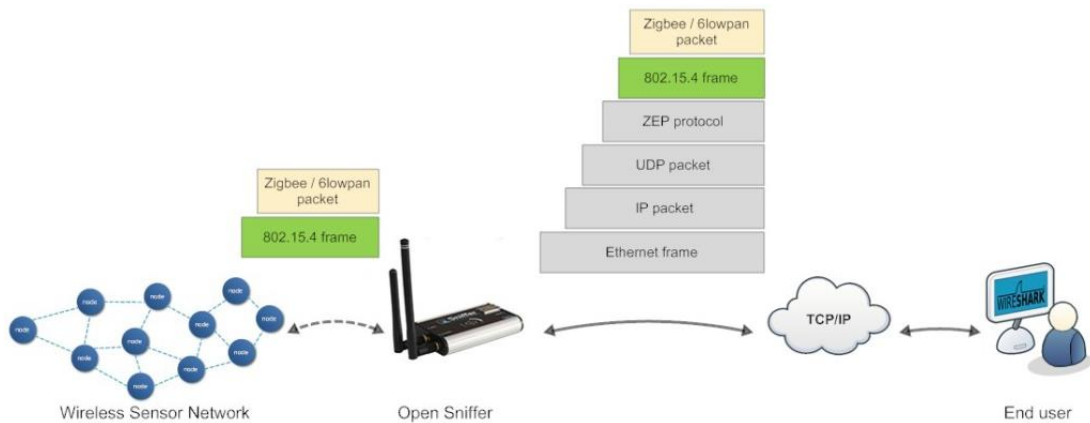 Zigbee / 6lowpan
packet
802.15.4 frame
ZEP protocol
UDP packet
IP packet
Ethernet frame
Zigbee / 6lowpan
packet
802.15.4 frame
node
node
node
node
node
node
node
node
node
node
node
Sniffer
TCP/IP
WIRESHARK
Wireless Sensor Network
Open Sniffer
End user